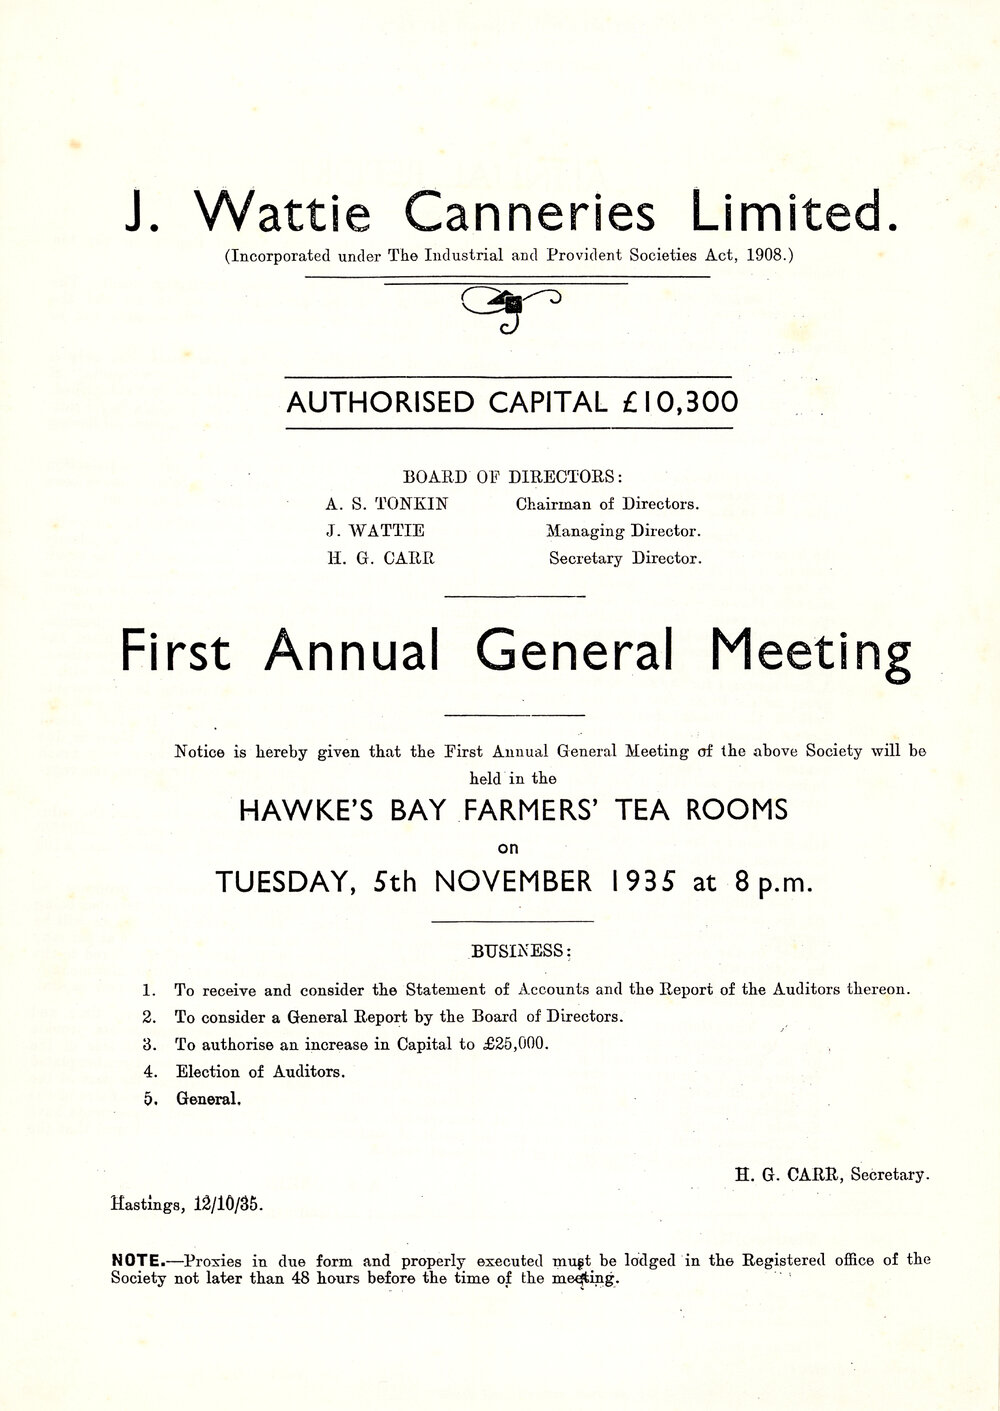 J. Wattie Canneries Limited.
(Incorporated under The Industrial and Provident Societies Act, 1908.)
AUTHORISED CAPITAL £10,300
BOARD OF DIRECTORS:
A. S. TONKIN Chairman of Directors.
J. WATTIE Managing Director.
H. G. CARR Secretary Director.
First Annual General Meeting
Notice is hereby given that the First Annual General Meeting of the above Society will be
held in the
HAWKE'S BAY FARMERS' TEA ROOMS
on
TUESDAY, 5th NOVEMBER 1935 at 8 p.m.
BUSINESS:
1. To receive and consider the Statement of Accounts and the Report of the Auditors thereon.
2. To consider a General Report by the Board of Directors.
3. To authorise an increase in Capital to £25,000.
4. Election of Auditors.
5. General.
H. G. CARR, Secretary.
Hastings, 12/10/35.
NOTE.—Proxies in due form and properly executed must be lodged in the Registered office of the
Society not later than 48 hours before the time of the meeting.